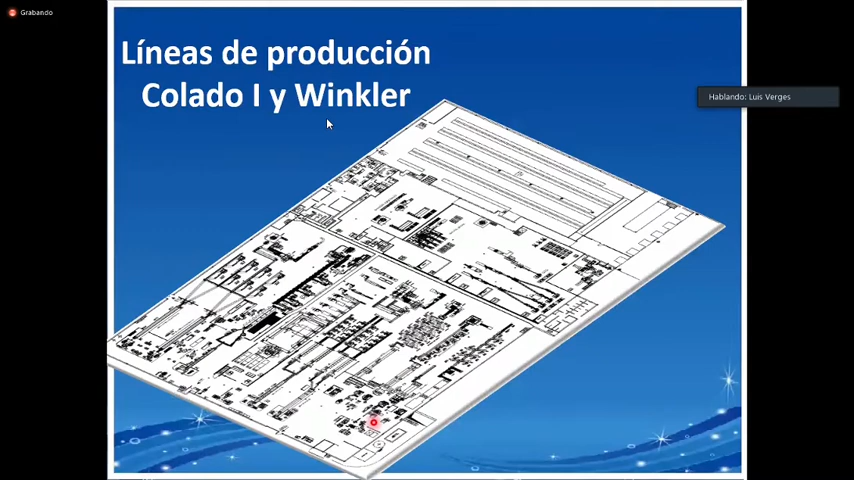 Grabando
Líneas de producción
Colado I y Winkler
Hablando: Luis Verges